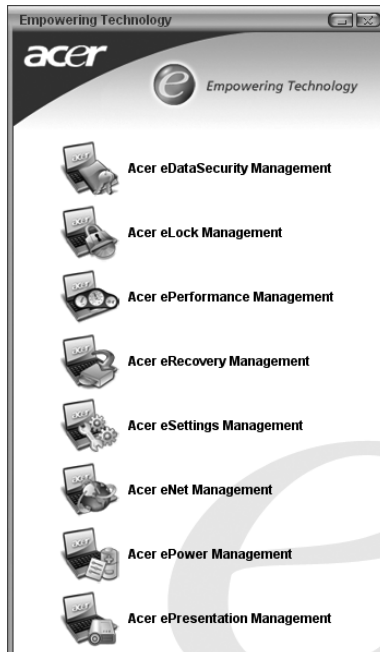 Empowering Technology
acer
e Empowering Technology
Acer eDataSecurity Management
Acer eLock Management
Acer ePerformance Management
Acer eRecovery Management
Acer eSettings Management
Acer eNet Management
Acer ePower Management
Acer ePresentation Management